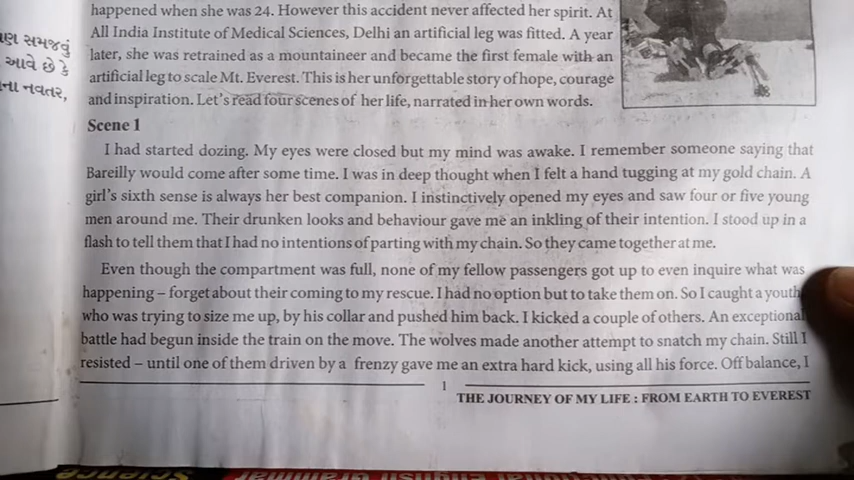 happened when she was 24. However this accident never affected her spirit. At
All India Institute of Medical Sciences, Delhi an artificial leg was fitted. A year
later, she was retrained as a mountaineer and became the first female with an
artificial leg to scale Mt. Everest. This is her unforgettable story of hope, courage
and inspiration. Let's read four scenes of her life, narrated in her own words.
સમજવું
આવે છે કે
નવતર,
Scene 1
I had started dozing. My eyes were closed but my mind was awake. I remember someone saying that
Bareilly would come after some time. I was in deep thought when I felt a hand tugging at my gold chain. A
girl's sixth sense is always her best companion. I instinctively opened my eyes and saw four or five young
men around me. Their drunken looks and behaviour gave me an inkling of their intention. I stood up in a
flash to tell them that I had no intentions of parting with my chain. So they came together at me.
Even though the compartment was full, none of my fellow passengers got up to even inquire what was
happening – forget about their coming to my rescue. I had no option but to take them on. So I caught a youth
who was trying to size me up, by his collar and pushed him back. I kicked a couple of others. An exceptional
battle had begun inside the train on the move. The wolves made another attempt to snatch my chain. Still I
resisted – until one of them driven by a frenzy gave me an extra hard kick, using all his force. Off balance, I
1
THE JOURNEY OF MY LIFE : FROM EARTH TO EVEREST